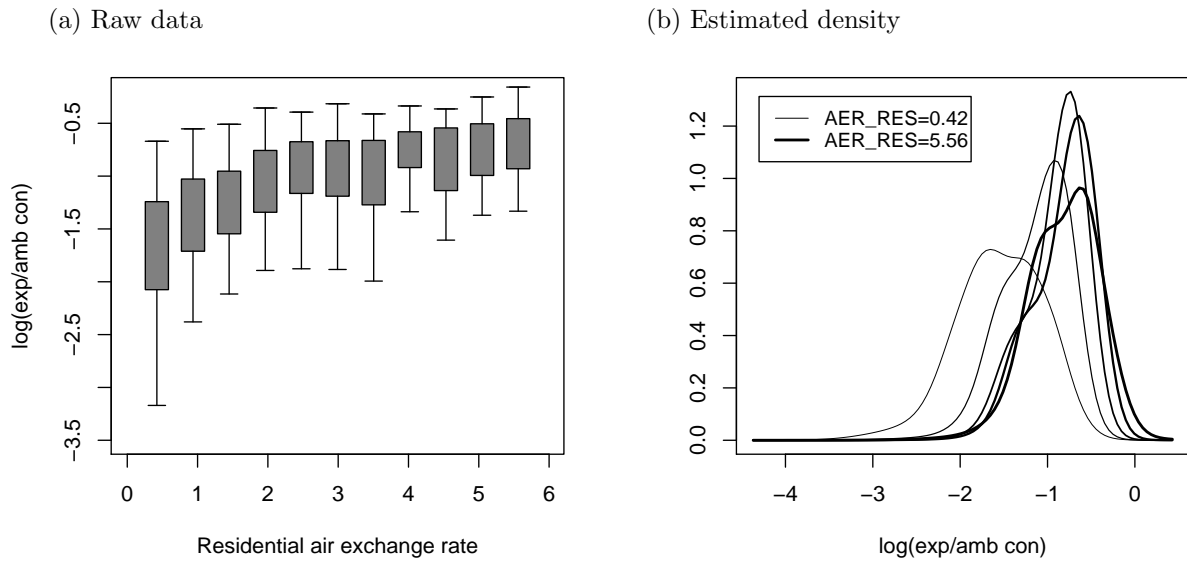 (a) Raw data
−0.5
−1.5
−2.5
−3.5
log(exp/amb con)
0 1 2 3 4 5 6
Residential air exchange rate
(b) Estimated density
AER_RES=0.42
AER_RES=5.56
1.2
1.0
0.8
0.6
0.4
0.2
0.0
−4 −3 −2 −1 0
log(exp/amb con)